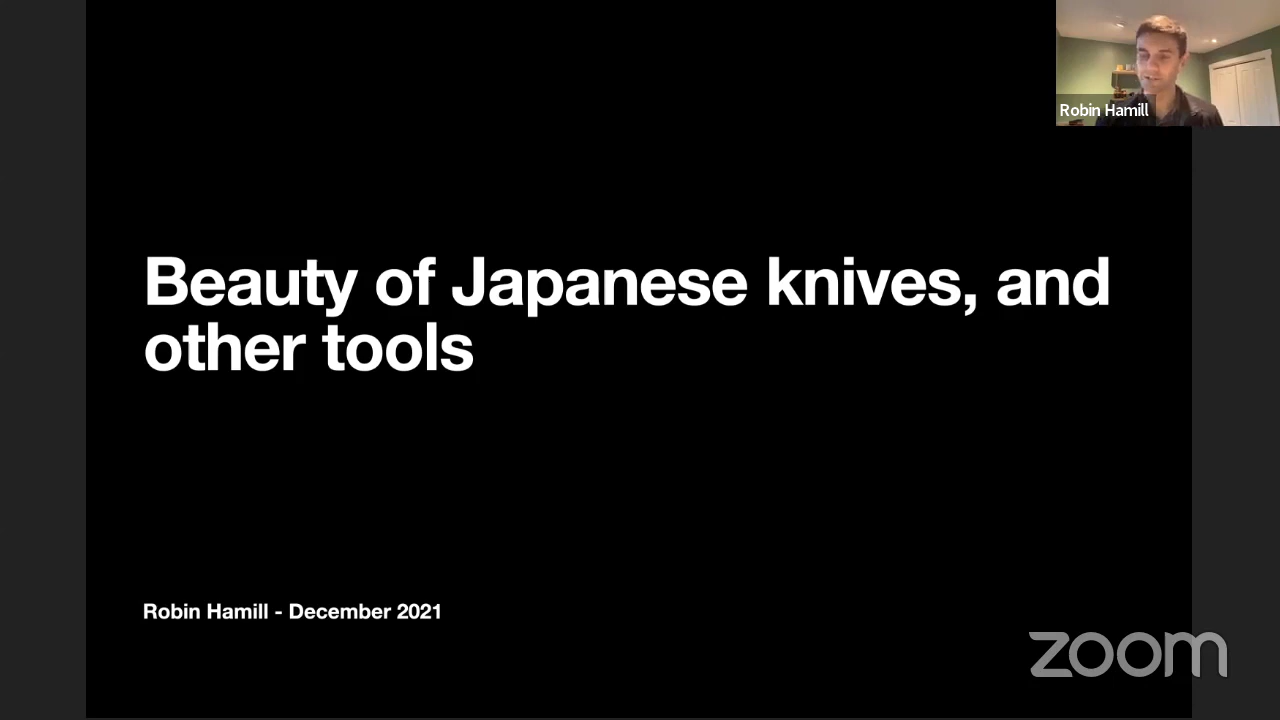 Robin Hamill
Beauty of Japanese knives, and
other tools
Robin Hamill - December 2021
zoom